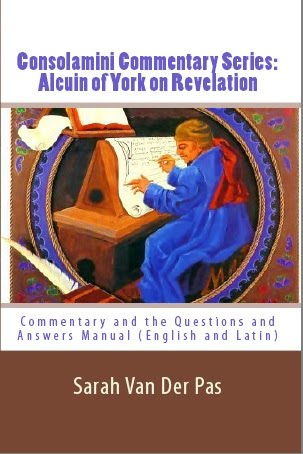 Consolamini Commentary Series:
Alcuin of York on Revelation
Commentary and the Questions and
Answers Manual (English and Latin)
Sarah Van Der Pas